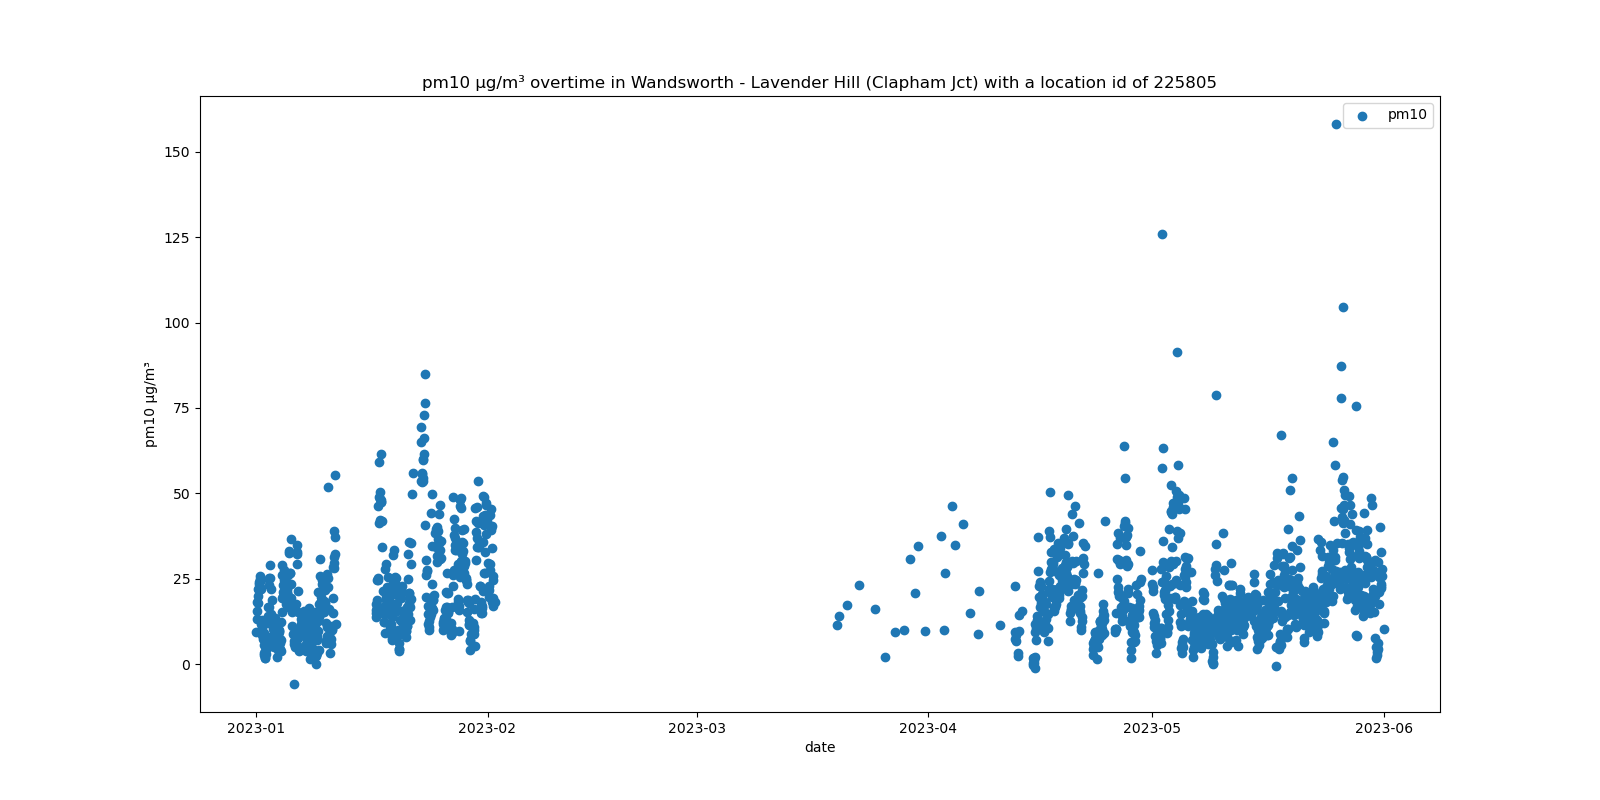 pm10 µg/m³ overtime in Wandsworth - Lavender Hill (Clapham Jct) with a location id of 225805
pm10
150
125
100
75
50
25
0
pm10 µg/m³
2023-01 2023-02 2023-03 2023-04 2023-05 2023-06
date